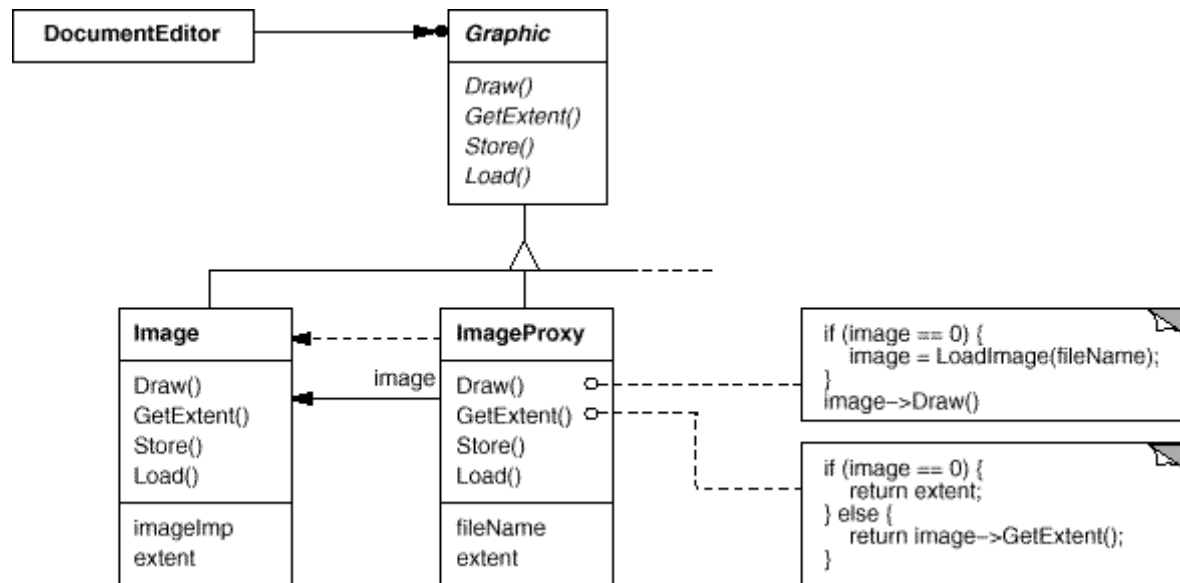 DocumentEditor
Graphic
Draw()
GetExtent()
Store()
Load()
Image
Draw()
GetExtent()
Store()
Load()
imageImp
extent
image
ImageProxy
Draw()
GetExtent()
Store()
Load()
fileName
extent
if (image == 0) {
image = LoadImage(fileName);
}
image->Draw()
if (image == 0) {
return extent;
} else {
return image->GetExtent();
}